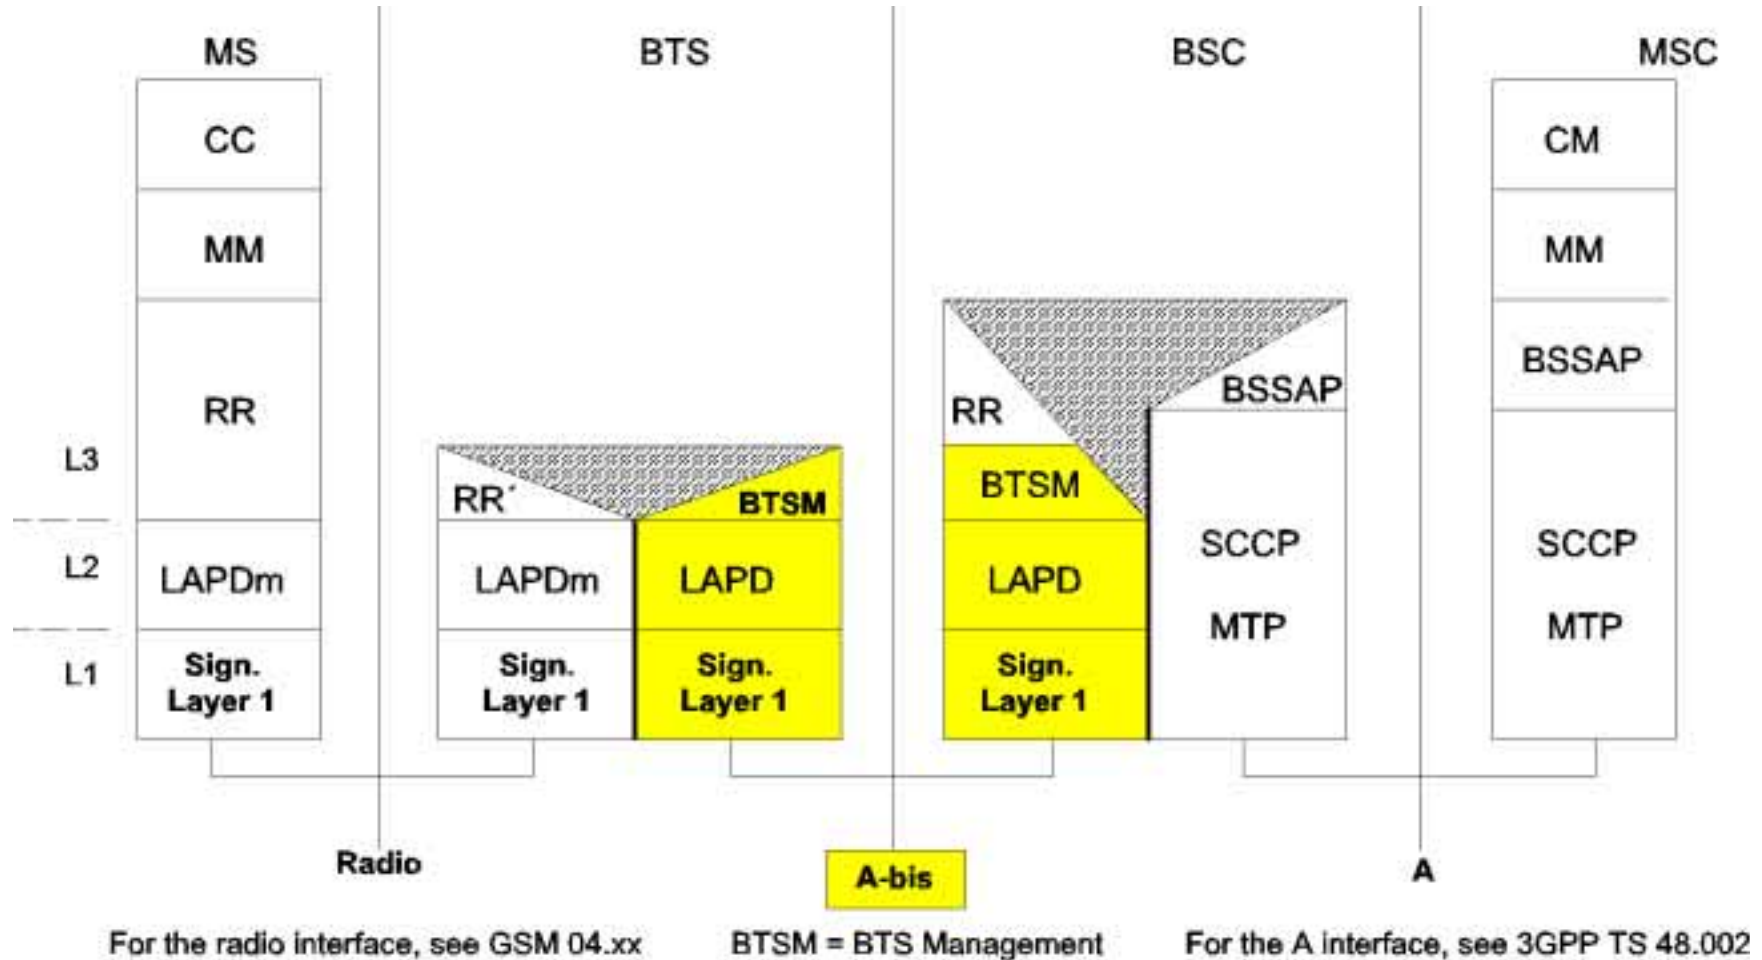 MS
BTS
BSC
MSC
CC
CM
MM
MM
BSSAP
BSSAP
RR
RR
L3
BTSM
RR´
BTSM
SCCP
SCCP
L2
LAPDm
LAPDm
LAPD
LAPD
MTP
MTP
L1
Sign.
Layer 1
Sign.
Layer 1
Sign.
Layer 1
Sign.
Layer 1
Radio
A-bis
A
For the radio interface, see GSM 04.xx
BTSM = BTS Management
For the A interface, see 3GPP TS 48.002